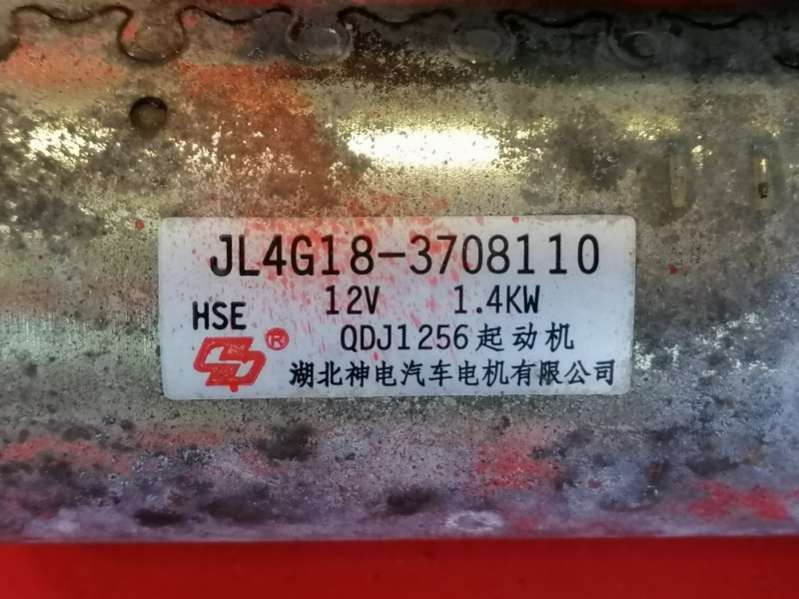 JL4G18-3708110
12V 1.4KW
HSE
®
QDJ1256起动机
湖北神电汽车电机有限公司